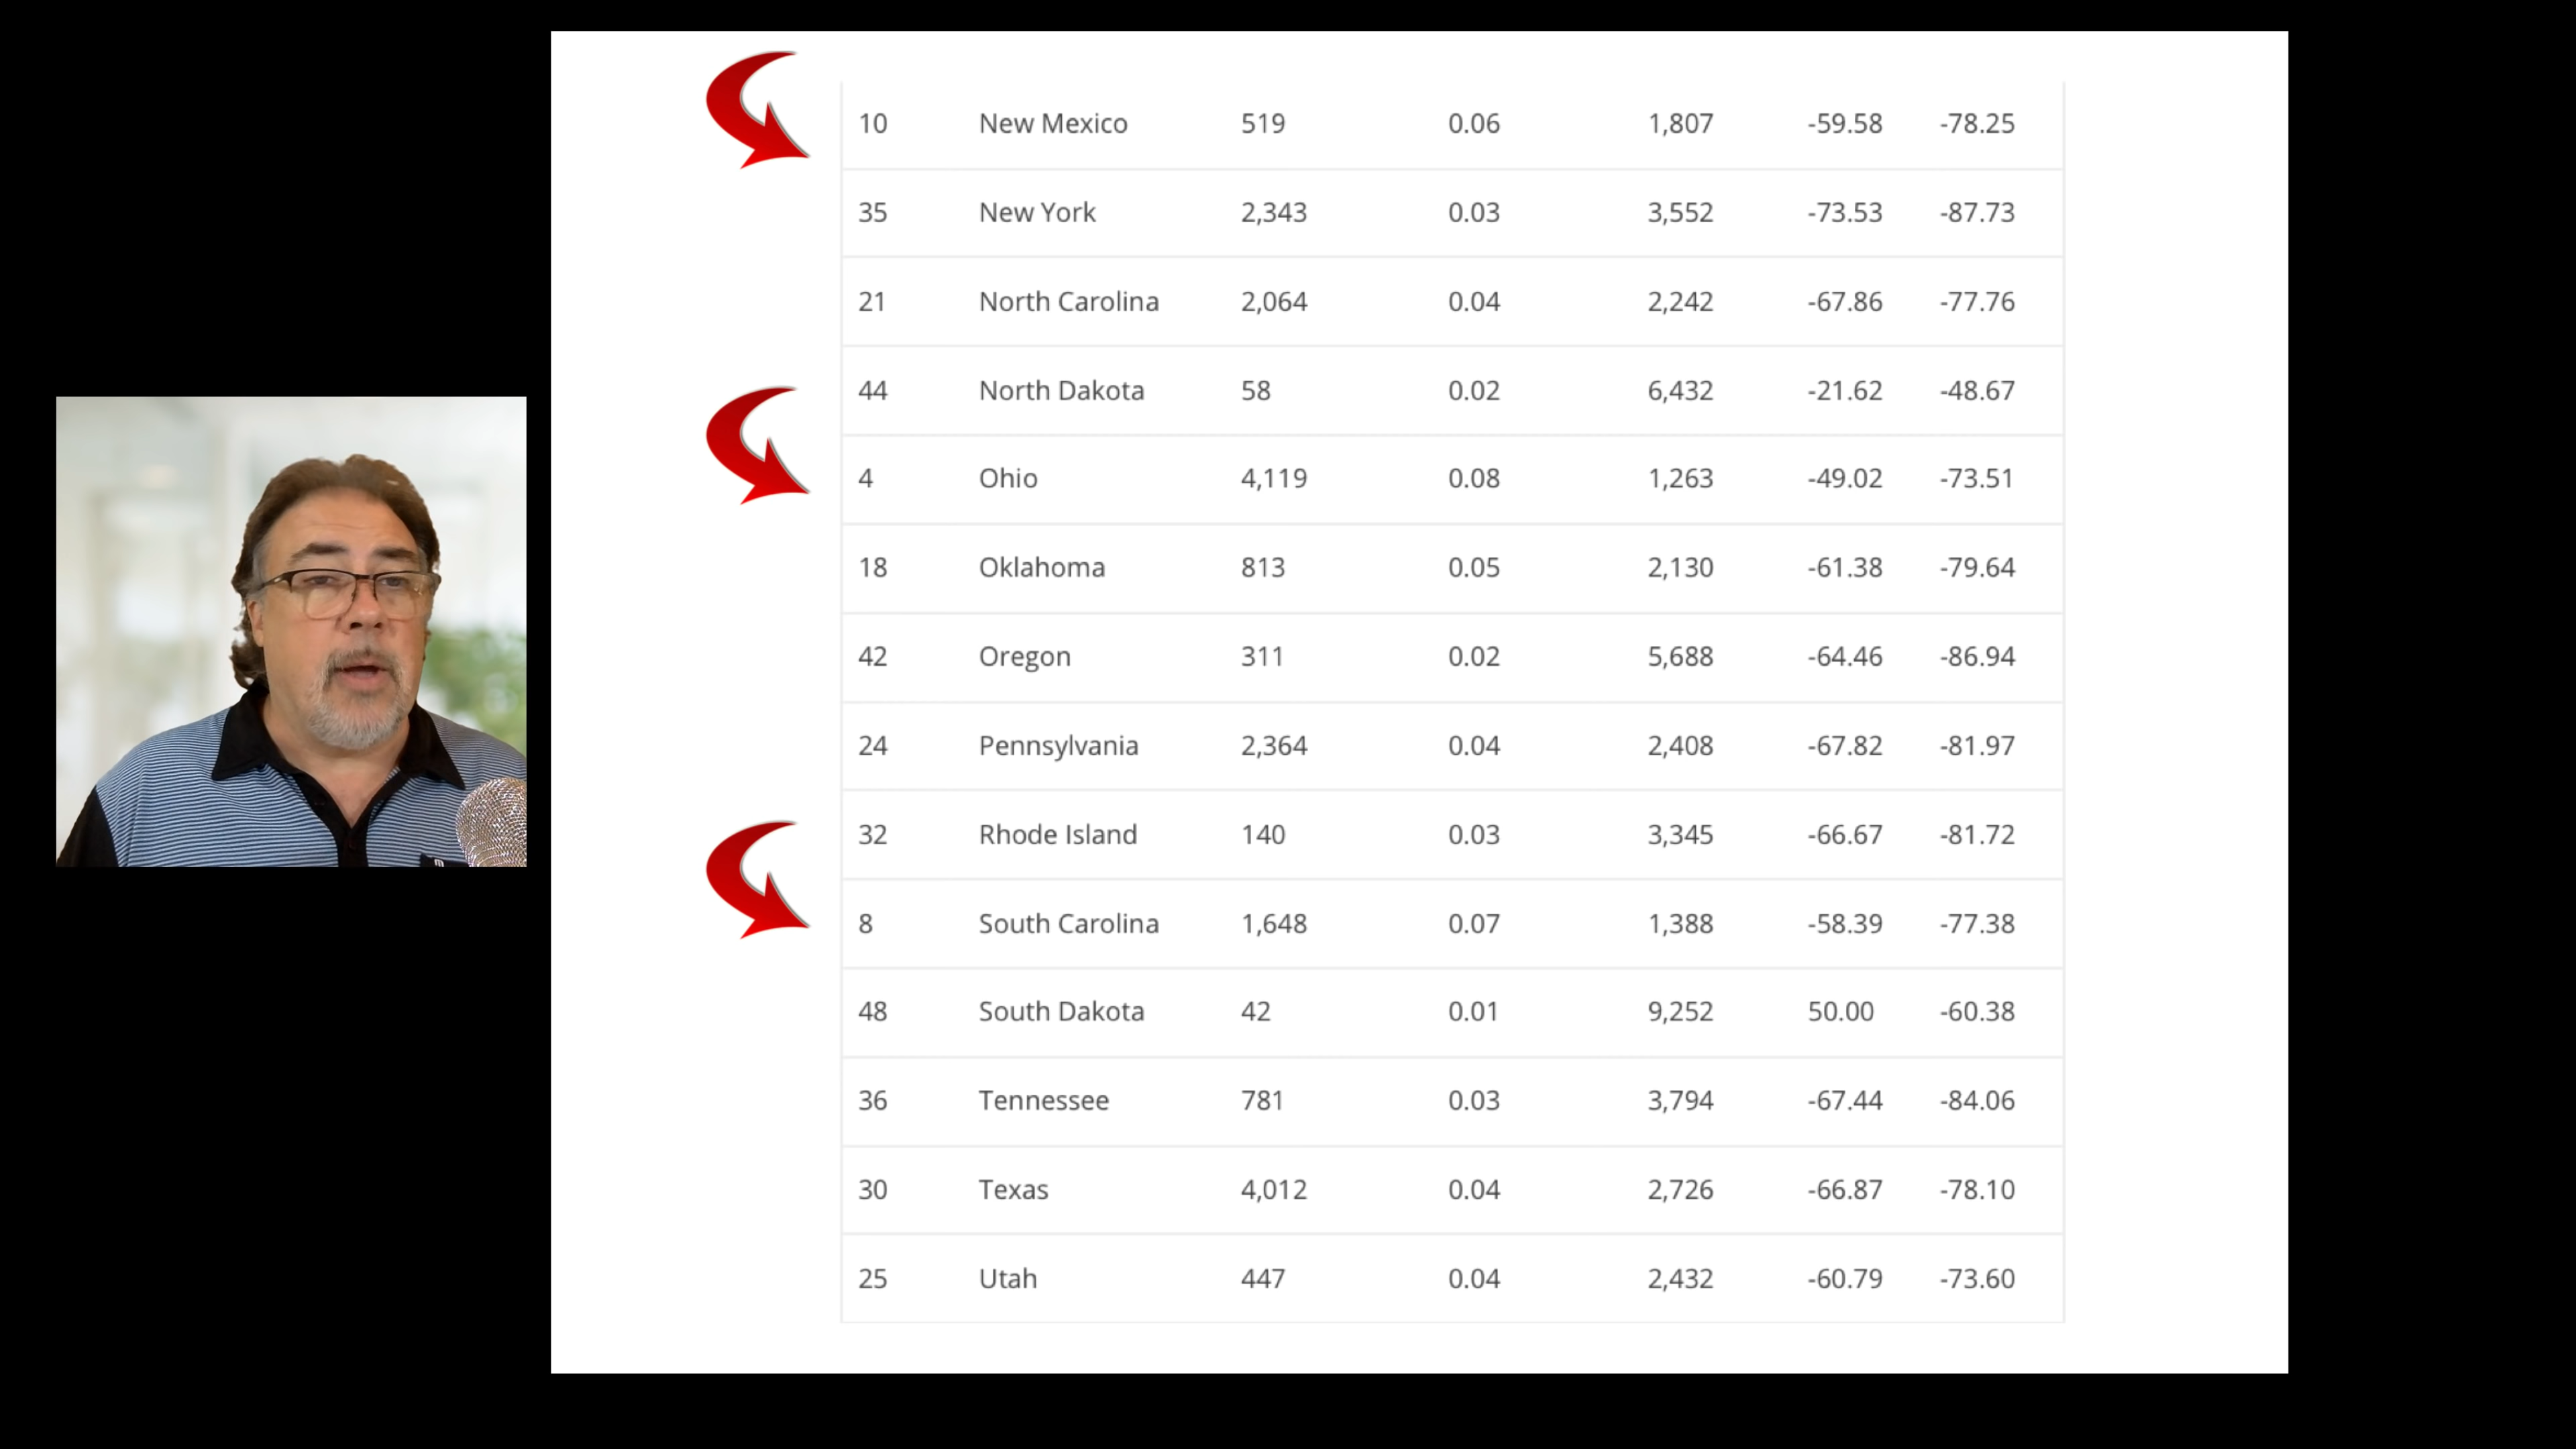 10 New Mexico 519 0.06 1,807 -59.58 -78.25
35 New York 2,343 0.03 3,552 -73.53 -87.73
21 North Carolina 2,064 0.04 2,242 -67.86 -77.76
44 North Dakota 58 0.02 6,432 -21.62 -48.67
4 Ohio 4,119 0.08 1,263 -49.02 -73.51
18 Oklahoma 813 0.05 2,130 -61.38 -79.64
42 Oregon 311 0.02 5,688 -64.46 -86.94
24 Pennsylvania 2,364 0.04 2,408 -67.82 -81.97
32 Rhode Island 140 0.03 3,345 -66.67 -81.72
8 South Carolina 1,648 0.07 1,388 -58.39 -77.38
48 South Dakota 42 0.01 9,252 50.00 -60.38
36 Tennessee 781 0.03 3,794 -67.44 -84.06
30 Texas 4,012 0.04 2,726 -66.87 -78.10
25 Utah 447 0.04 2,432 -60.79 -73.60